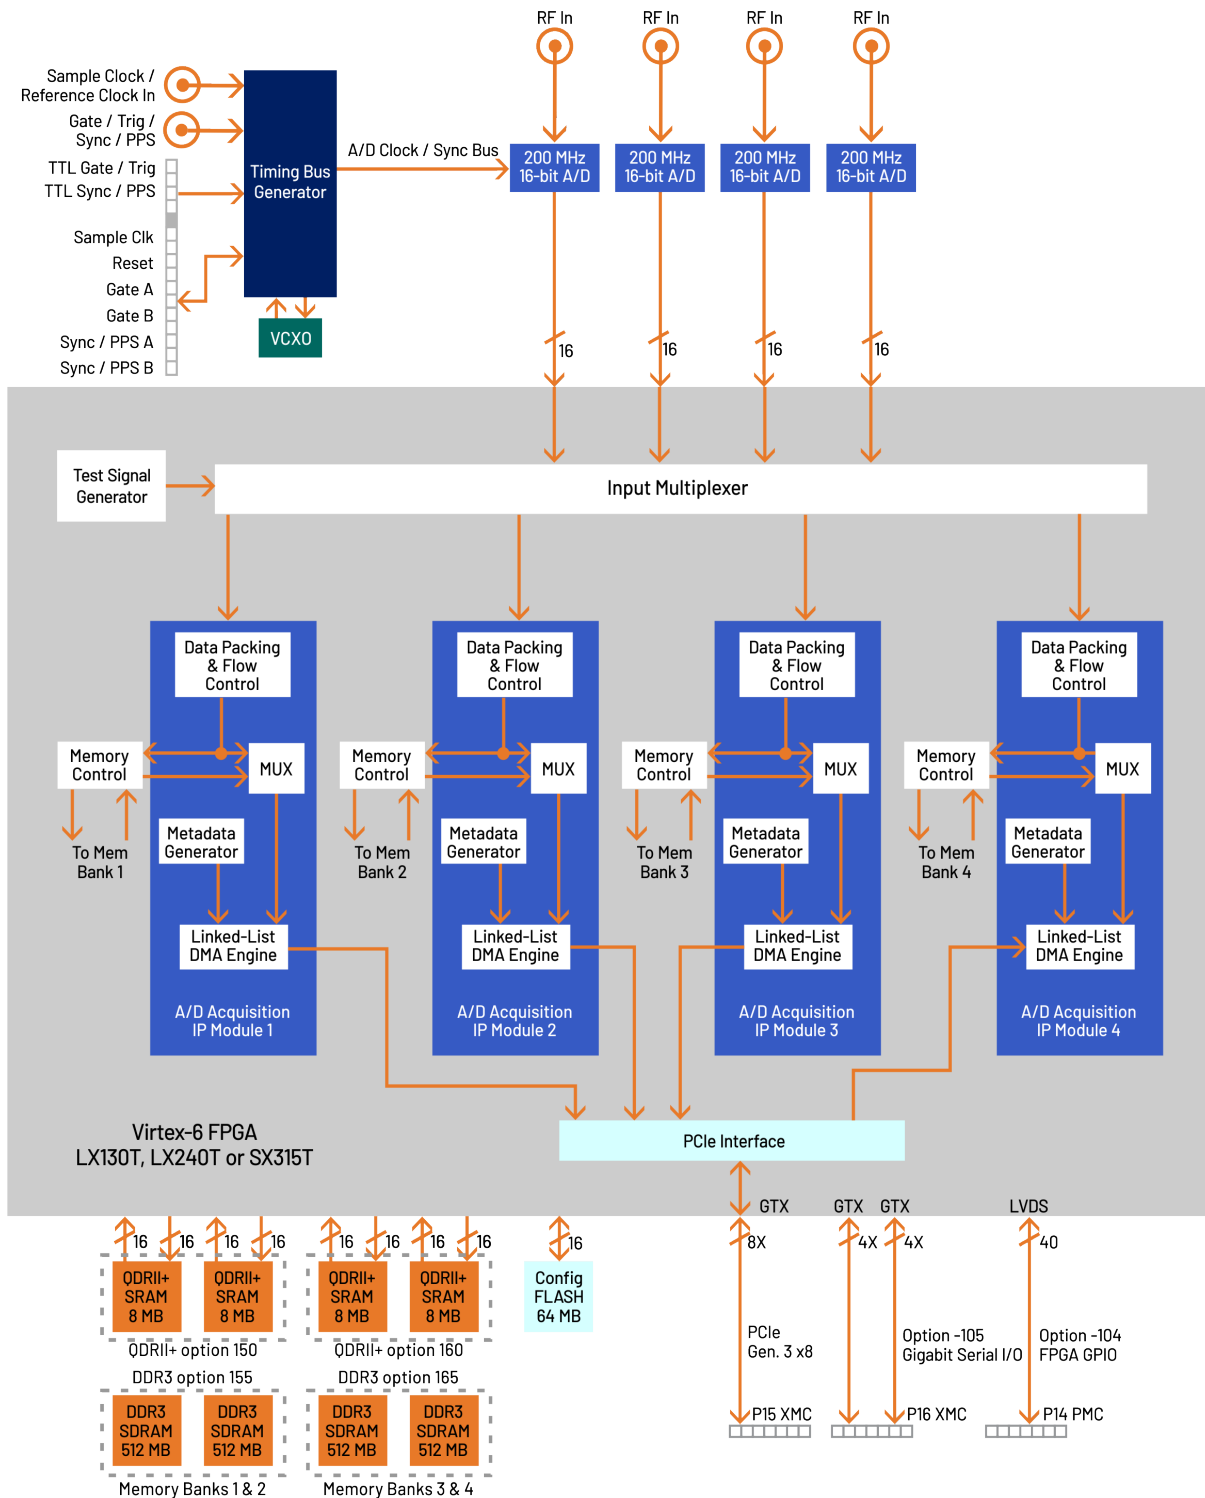 RF In
RF In
RF In
RF In
Sample Clock /
Reference Clock In
Gate / Trig /
Sync / PPS
TTL Gate / Trig
TTL Sync / PPS
Sample Clk
Reset
Gate A
Gate B
Sync / PPS A
Sync / PPS B
Timing Bus
Generator
VCXO
A/D Clock / Sync Bus
200 MHz
16-bit A/D
200 MHz
16-bit A/D
200 MHz
16-bit A/D
200 MHz
16-bit A/D
16
16
16
16
Test Signal
Generator
Input Multiplexer
Data Packing
& Flow
Control
Memory
Control
MUX
To Mem
Bank 1
Metadata
Generator
Linked-List
DMA Engine
A/D Acquisition
IP Module 1
Data Packing
& Flow
Control
Memory
Control
MUX
To Mem
Bank 2
Metadata
Generator
Linked-List
DMA Engine
A/D Acquisition
IP Module 2
Data Packing
& Flow
Control
Memory
Control
MUX
To Mem
Bank 3
Metadata
Generator
Linked-List
DMA Engine
A/D Acquisition
IP Module 3
Data Packing
& Flow
Control
Memory
Control
MUX
To Mem
Bank 4
Metadata
Generator
Linked-List
DMA Engine
A/D Acquisition
IP Module 4
Virtex-6 FPGA
LX130T, LX240T or SX315T
PCIe Interface
GTX
GTX
GTX
LVDS
16
16
16
16
16
16
16
16
16
8X
4X
4X
40
QDRII+
SRAM
8 MB
QDRII+
SRAM
8 MB
QDRII+
SRAM
8 MB
QDRII+
SRAM
8 MB
Config
FLASH
64 MB
QDRII+ option 150
QDRII+ option 160
DDR3 option 155
DDR3 option 165
DDR3
SDRAM
512 MB
DDR3
SDRAM
512 MB
DDR3
SDRAM
512 MB
DDR3
SDRAM
512 MB
Memory Banks 1 & 2
Memory Banks 3 & 4
PCIe
Gen. 3 x8
Option -105
Gigabit Serial I/O
Option -104
FPGA GPIO
P15 XMC
P16 XMC
P14 PMC